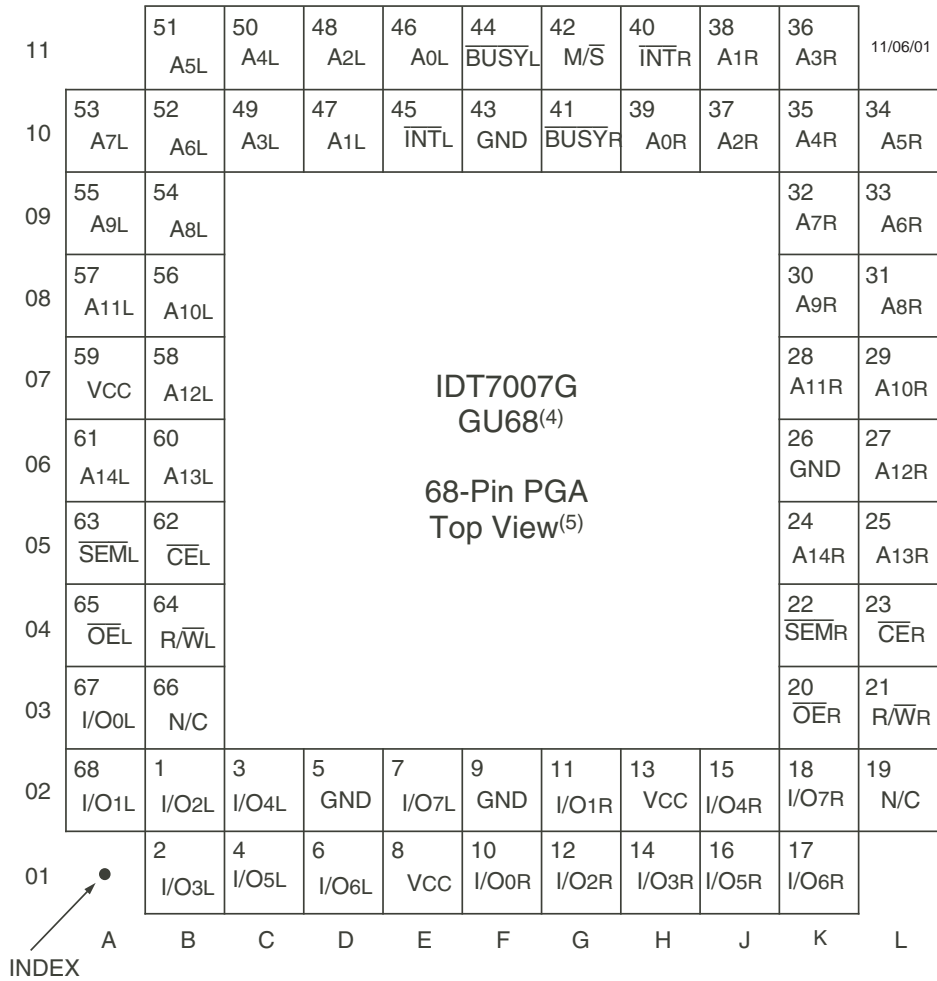 11 51 50 48 46 44 42 40 38 36 11/06/01
A5L A4L A2L A0L BUSYL M/S INTR A1R A3R
10 53 52 49 47 45 43 41 39 37 35 34
A7L A6L A3L A1L INTL GND BUSYR A0R A2R A4R A5R
09 55 54 32 33
A9L A8L A7R A6R
08 57 56 30 31
A11L A10L A9R A8R
07 59 58 28 29
VCC A12L A11R A10R
IDT7007G
GU68(4)
06 61 60 26 27
A14L A13L GND A12R
68-Pin PGA
Top View(5)
05 63 62 24 25
SEML CEL A14R A13R
04 65 64 22 23
OEL R/WL SEMR CER
03 67 66 20 21
I/O0L N/C OER R/WR
02 68 1 3 5 7 9 11 13 15 18 19
I/O1L I/O2L I/O4L GND I/O7L GND I/O1R VCC I/O4R I/O7R N/C
01 2 4 6 8 10 12 14 16 17
I/O3L I/O5L I/O6L VCC I/O0R I/O2R I/O3R I/O5R I/O6R
A B C D E F G H J K L
INDEX